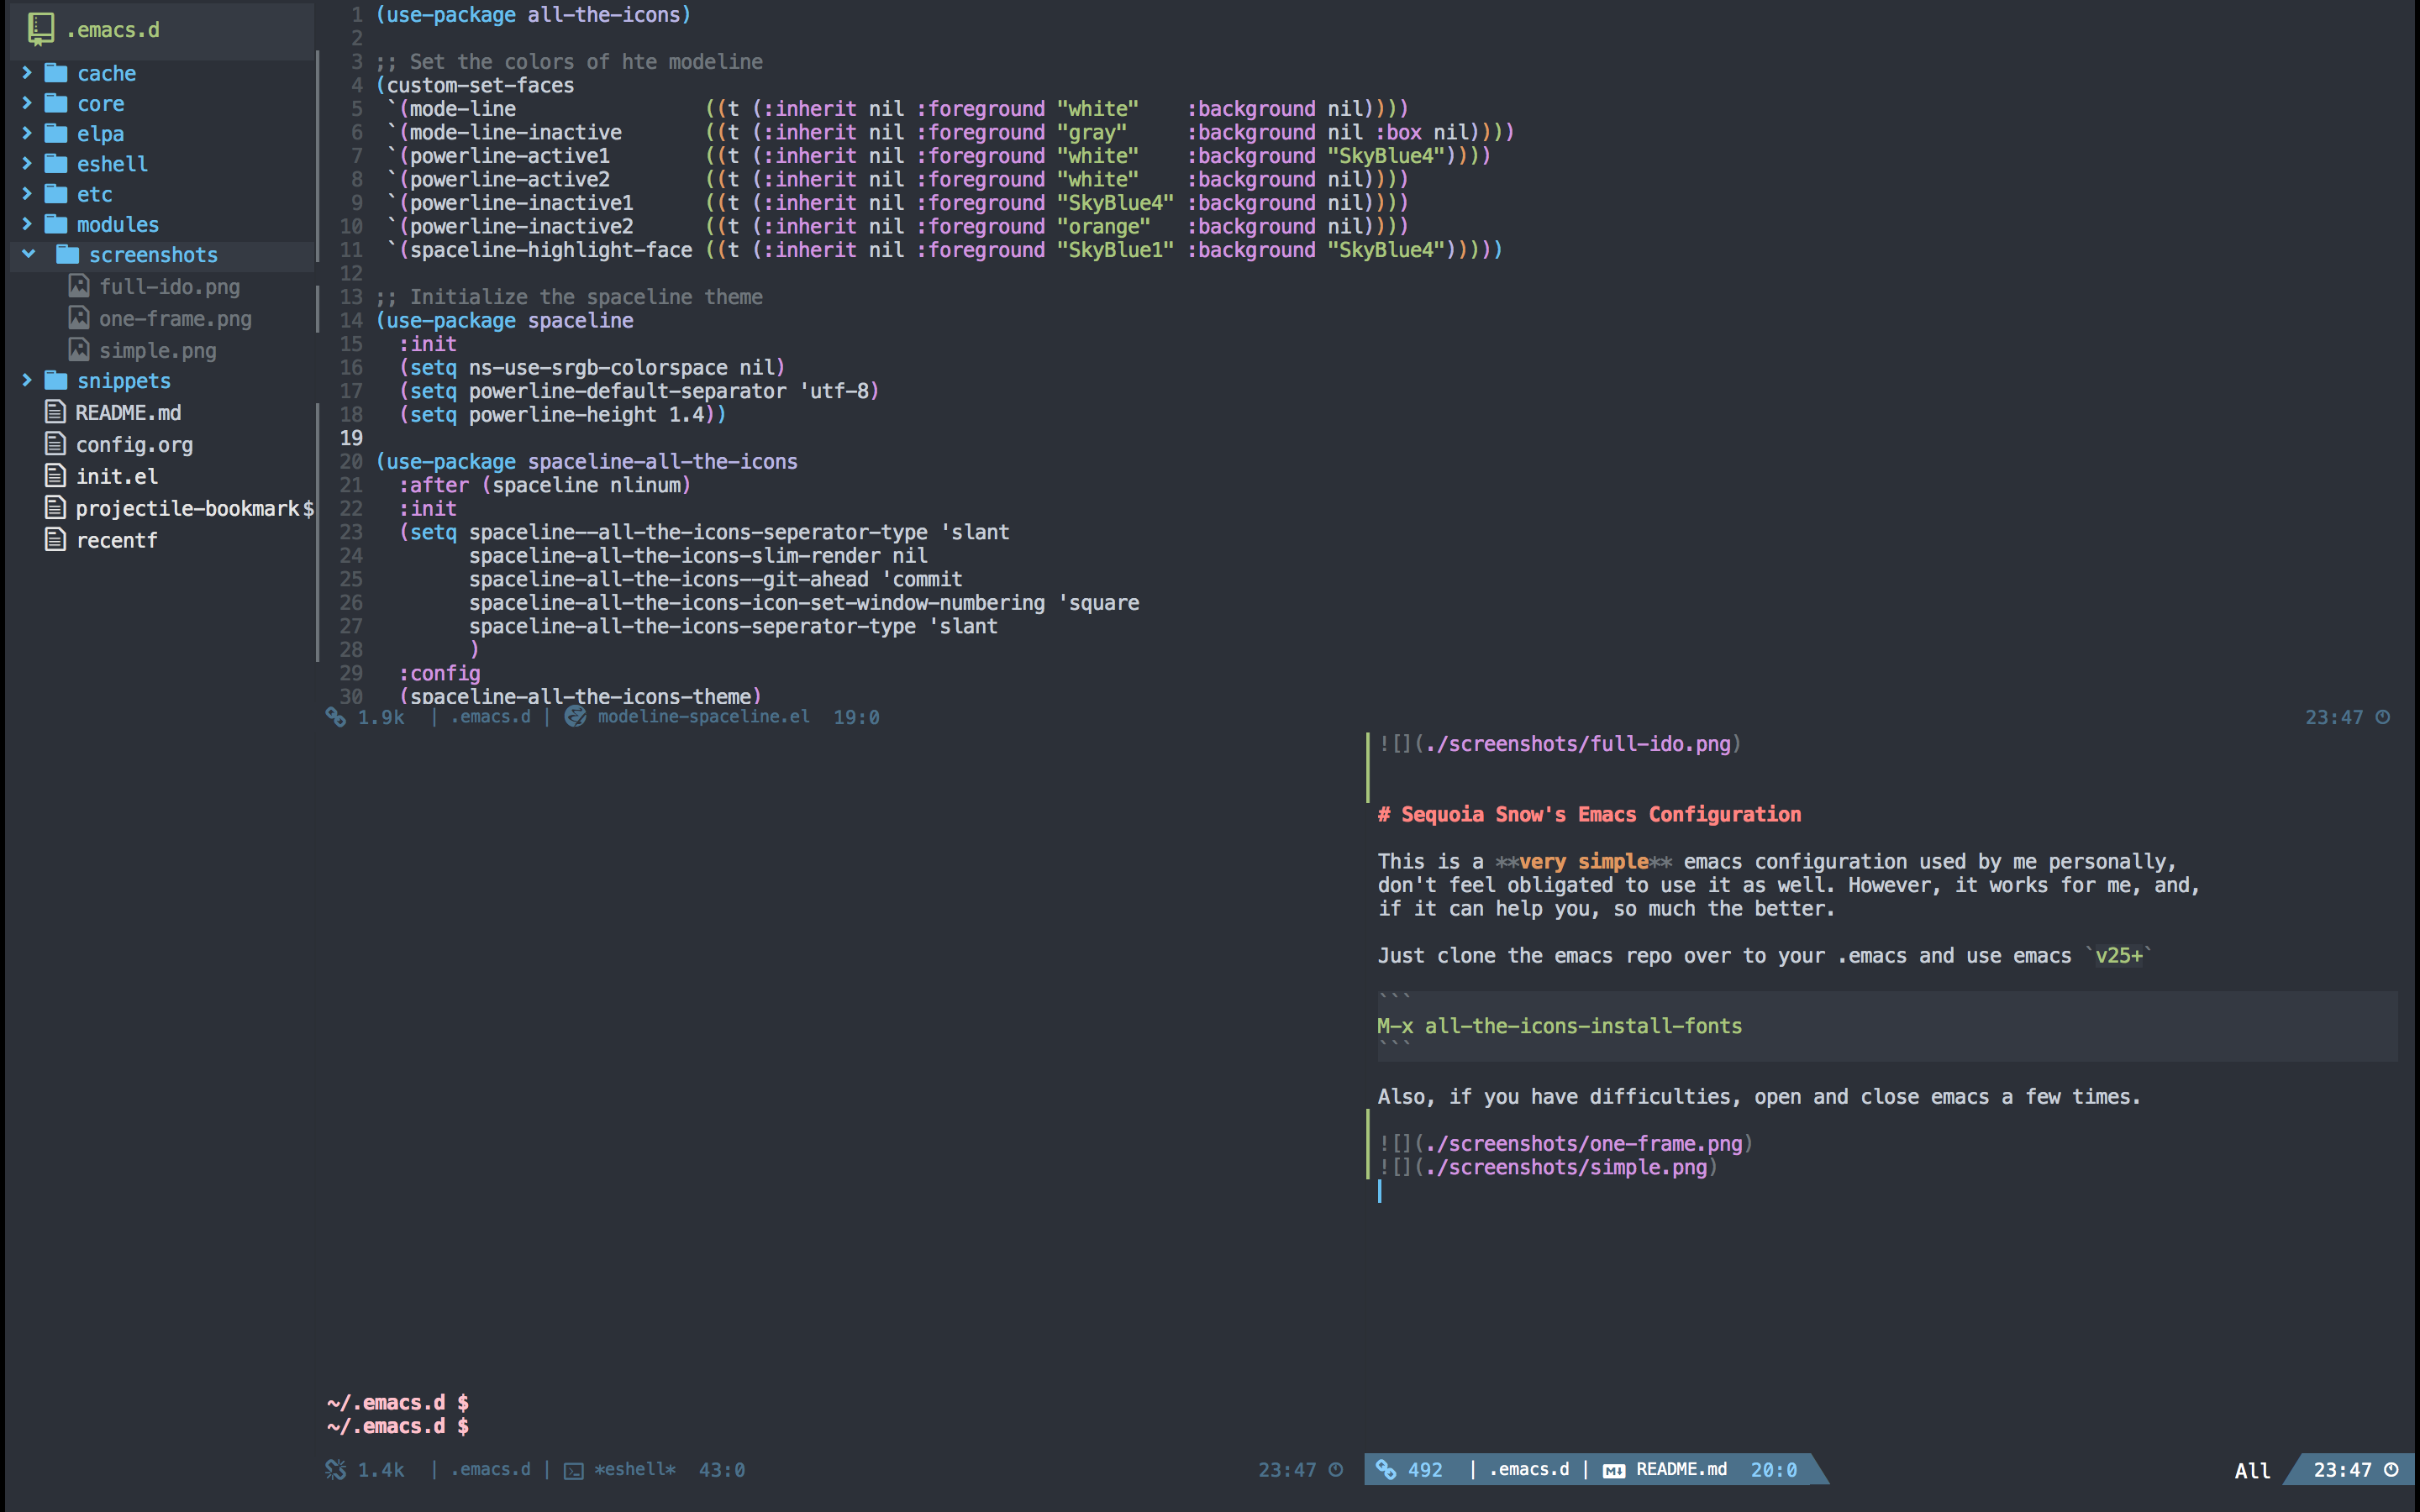 .emacs.d
cache
core
elpa
eshell
etc
modules
screenshots
full-ido.png
one-frame.png
simple.png
snippets
README.md
config.org
init.el
projectile-bookmark$
recentf
1 (use-package all-the-icons)
2
3 ;; Set the colors of hte modeline
4 (custom-set-faces
5  `(mode-line                ((t (:inherit nil :foreground "white"    :background nil))))
6  `(mode-line-inactive       ((t (:inherit nil :foreground "gray"     :background nil :box nil))))
7  `(powerline-active1        ((t (:inherit nil :foreground "white"    :background "SkyBlue4"))))
8  `(powerline-active2        ((t (:inherit nil :foreground "white"    :background nil))))
9  `(powerline-inactive1      ((t (:inherit nil :foreground "SkyBlue4" :background nil))))
10  `(powerline-inactive2      ((t (:inherit nil :foreground "orange"   :background nil))))
11  `(spaceline-highlight-face ((t (:inherit nil :foreground "SkyBlue1" :background "SkyBlue4")))))
12
13 ;; Initialize the spaceline theme
14 (use-package spaceline
15   :init
16   (setq ns-use-srgb-colorspace nil)
17   (setq powerline-default-separator 'utf-8)
18   (setq powerline-height 1.4))
19
20 (use-package spaceline-all-the-icons
21   :after (spaceline nlinum)
22   :init
23   (setq spaceline--all-the-icons-seperator-type 'slant
24         spaceline-all-the-icons-slim-render nil
25         spaceline-all-the-icons--git-ahead 'commit
26         spaceline-all-the-icons-icon-set-window-numbering 'square
27         spaceline-all-the-icons-seperator-type 'slant
28         )
29   :config
30   (spaceline-all-the-icons-theme)
1.9k | .emacs.d | modeline-spaceline.el 19:0 23:47
~/.emacs.d $
~/.emacs.d $
1.4k | .emacs.d | *eshell* 43:0 23:47
![](./screenshots/full-ido.png)
# Sequoia Snow's Emacs Configuration
This is a **very simple** emacs configuration used by me personally,
don't feel obligated to use it as well. However, it works for me, and,
if it can help you, so much the better.
Just clone the emacs repo over to your .emacs and use emacs `v25+`
```
M-x all-the-icons-install-fonts
```
Also, if you have difficulties, open and close emacs a few times.
![](./screenshots/one-frame.png)
![](./screenshots/simple.png)
492 | .emacs.d | M↓ README.md 20:0 All 23:47